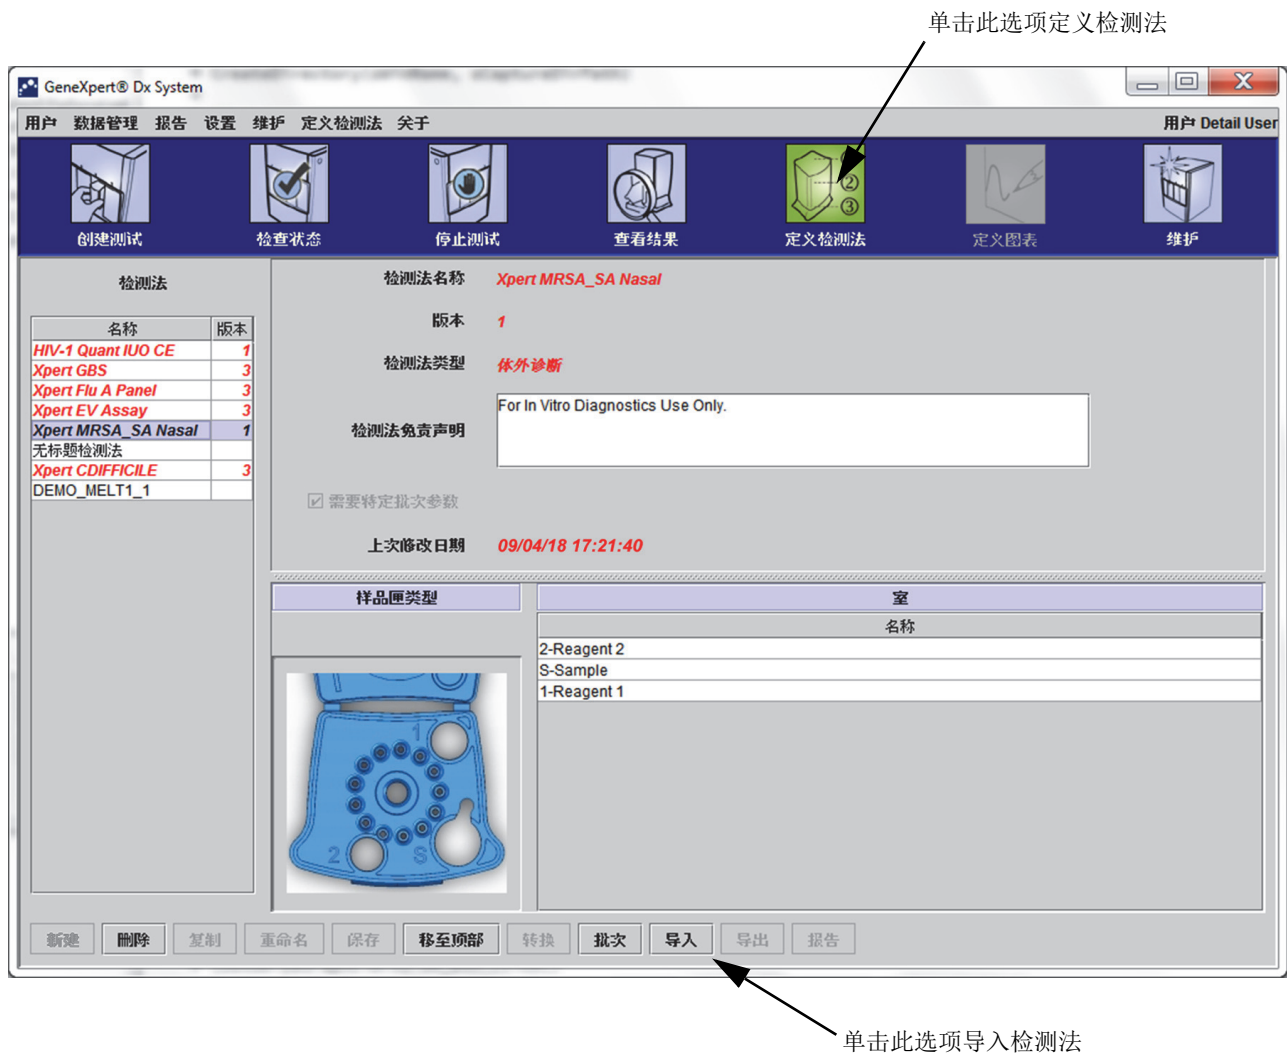 单击此选项定义检测法
GeneXpert® Dx System
用户 数据管理 报告 设置 维护 定义检测法 关于
用户 Detail User
创建测试
检查状态
停止测试
查看结果
定义检测法
定义图表
维护
检测法
名称 版本
HIV-1 Quant IUO CE 1
Xpert GBS 3
Xpert Flu A Panel 3
Xpert EV Assay 3
Xpert MRSA_SA Nasal 1
无标题检测法
Xpert CDIFFICILE 3
DEMO_MELT1_1
检测法名称 Xpert MRSA_SA Nasal
版本 1
检测法类型 体外诊断
检测法免责声明 For In Vitro Diagnostics Use Only.
需要特定批次参数
上次修改日期 09/04/18 17:21:40
样品匣类型
1
2
S
室
名称
2-Reagent 2
S-Sample
1-Reagent 1
新建 删除 复制 重命名 保存 移至顶部 转换 批次 导入 导出 报告
单击此选项导入检测法